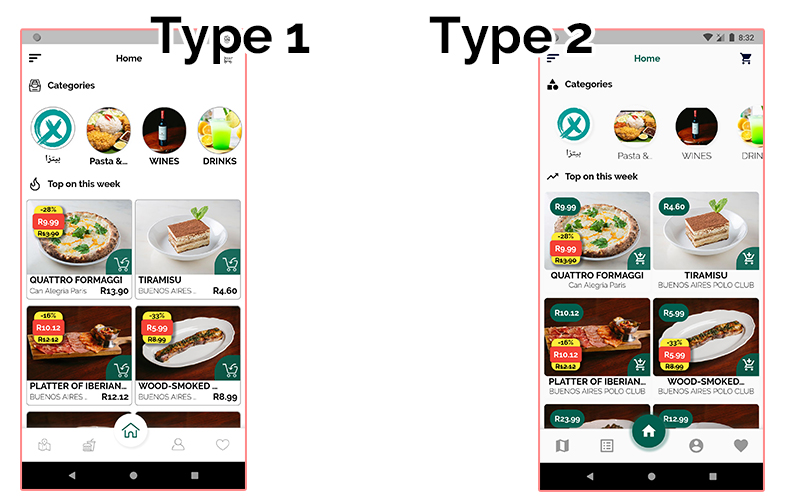 Type 1
Home
Categories
بيتزا
Pasta &...
WINES
DRINKS
Top on this week
-28%
R9.99
R13.90
QUATTRO FORMAGGI
Can Alegria Paris
R13.90
TIRAMISU
BUENOS AIRES ...
R4.60
-16%
R10.12
R12.12
PLATTER OF IBERIAN...
BUENOS AIRES ...
R12.12
-33%
R5.99
R8.99
WOOD-SMOKED ...
BUENOS AIRES ...
R8.99
Type 2
8:32
Home
Categories
بيتزا
Pasta &..
WINES
DRIN
Top on this week
R9.99
-28%
R9.99
R13.90
QUATTRO FORMAGGI
Can Alegria Paris
R4.60
TIRAMISU
BUENOS AIRES POLO CLUB
R10.12
-16%
R10.12
R12.12
PLATTER OF IBERIAN...
BUENOS AIRES POLO CLUB
R5.99
-33%
R5.99
R8.99
WOOD-SMOKED ...
BUENOS AIRES POLO CLUB
R23.99
R12.99